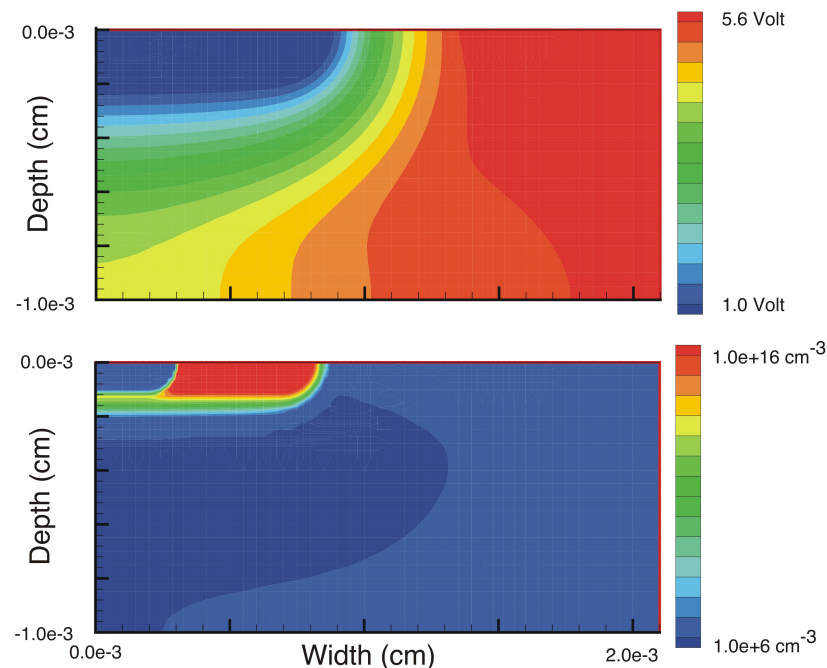 0.0e-3
5.6 Volt
Depth (cm)
-1.0e-3
1.0 Volt
0.0e-3
1.0e+16 cm⁻³
Depth (cm)
-1.0e-3
1.0e+6 cm⁻³
0.0e-3
Width (cm)
2.0e-3